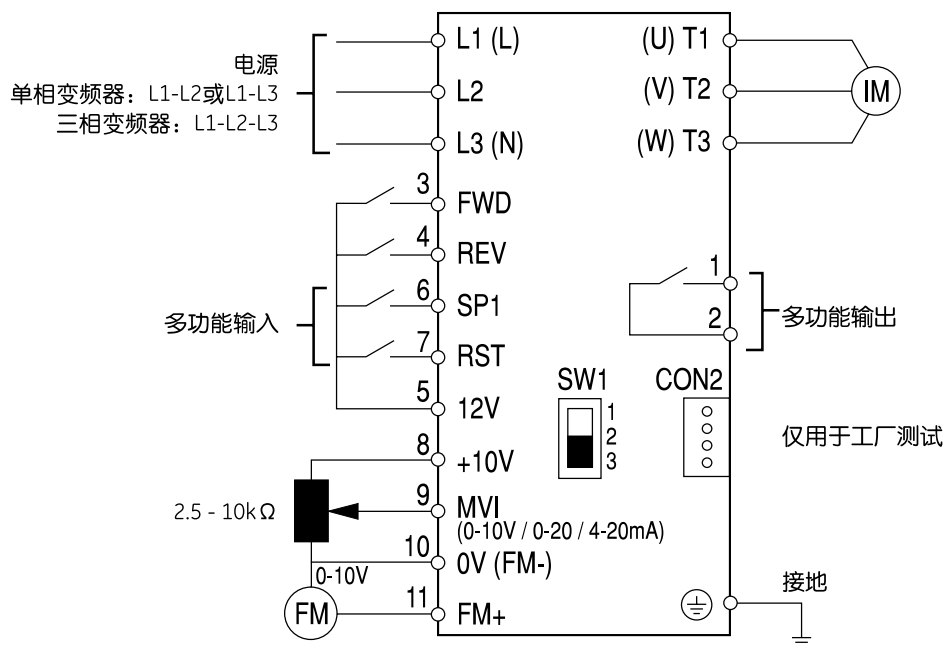 电源
单相变频器：L1-L2或L1-L3
三相变频器：L1-L2-L3
L1 (L)
L2
L3 (N)
(U) T1
(V) T2
(W) T3
IM
3
FWD
4
REV
多功能输入
6
SP1
7
RST
5
12V
1
2
多功能输出
SW1
1
2
3
CON2
仅用于工厂测试
8
+10V
2.5 - 10kΩ
9
MVI
(0-10V / 0-20 / 4-20mA)
10
0V (FM-)
0-10V
FM
11
FM+
接地